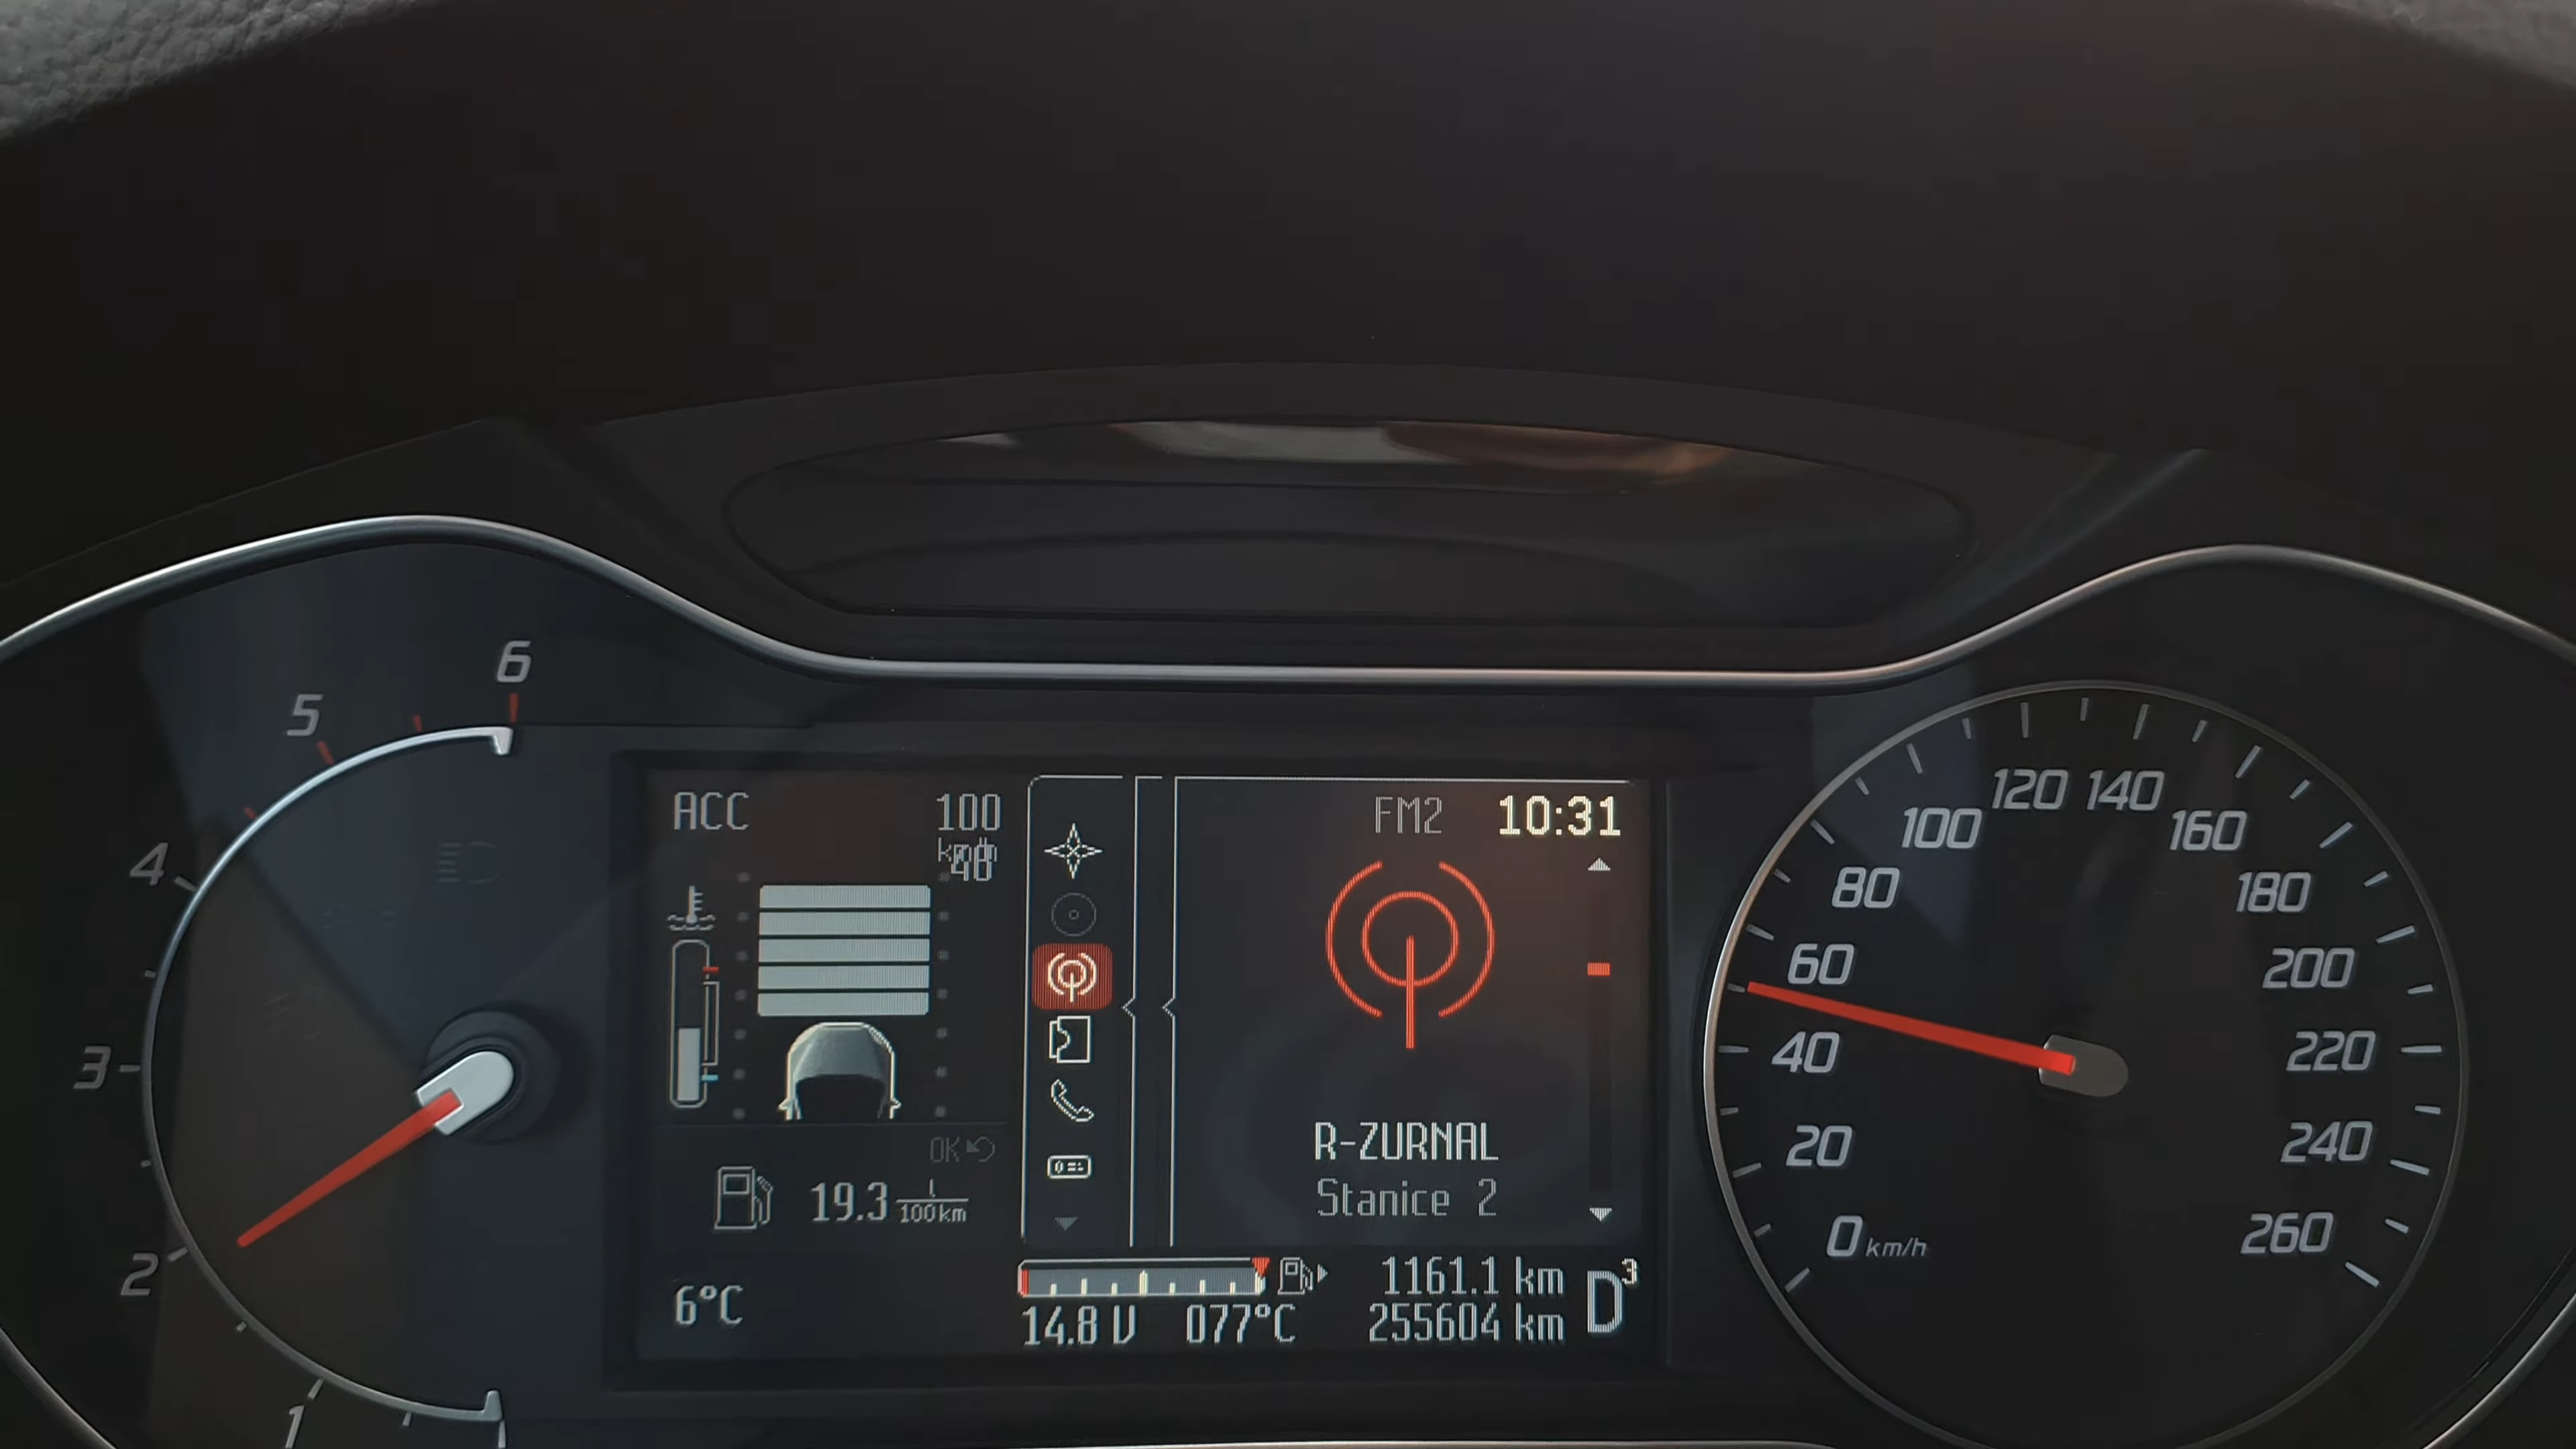 6
5
4
3
2
1
ACC
100
km/h
48
OK
19.3 l/100km
6°C
FM2 10:31
R-ZURNAL
Stanice 2
1161.1 km
14.8 V 077°C 255604 km
D3
0 km/h
20
40
60
80
100
120
140
160
180
200
220
240
260